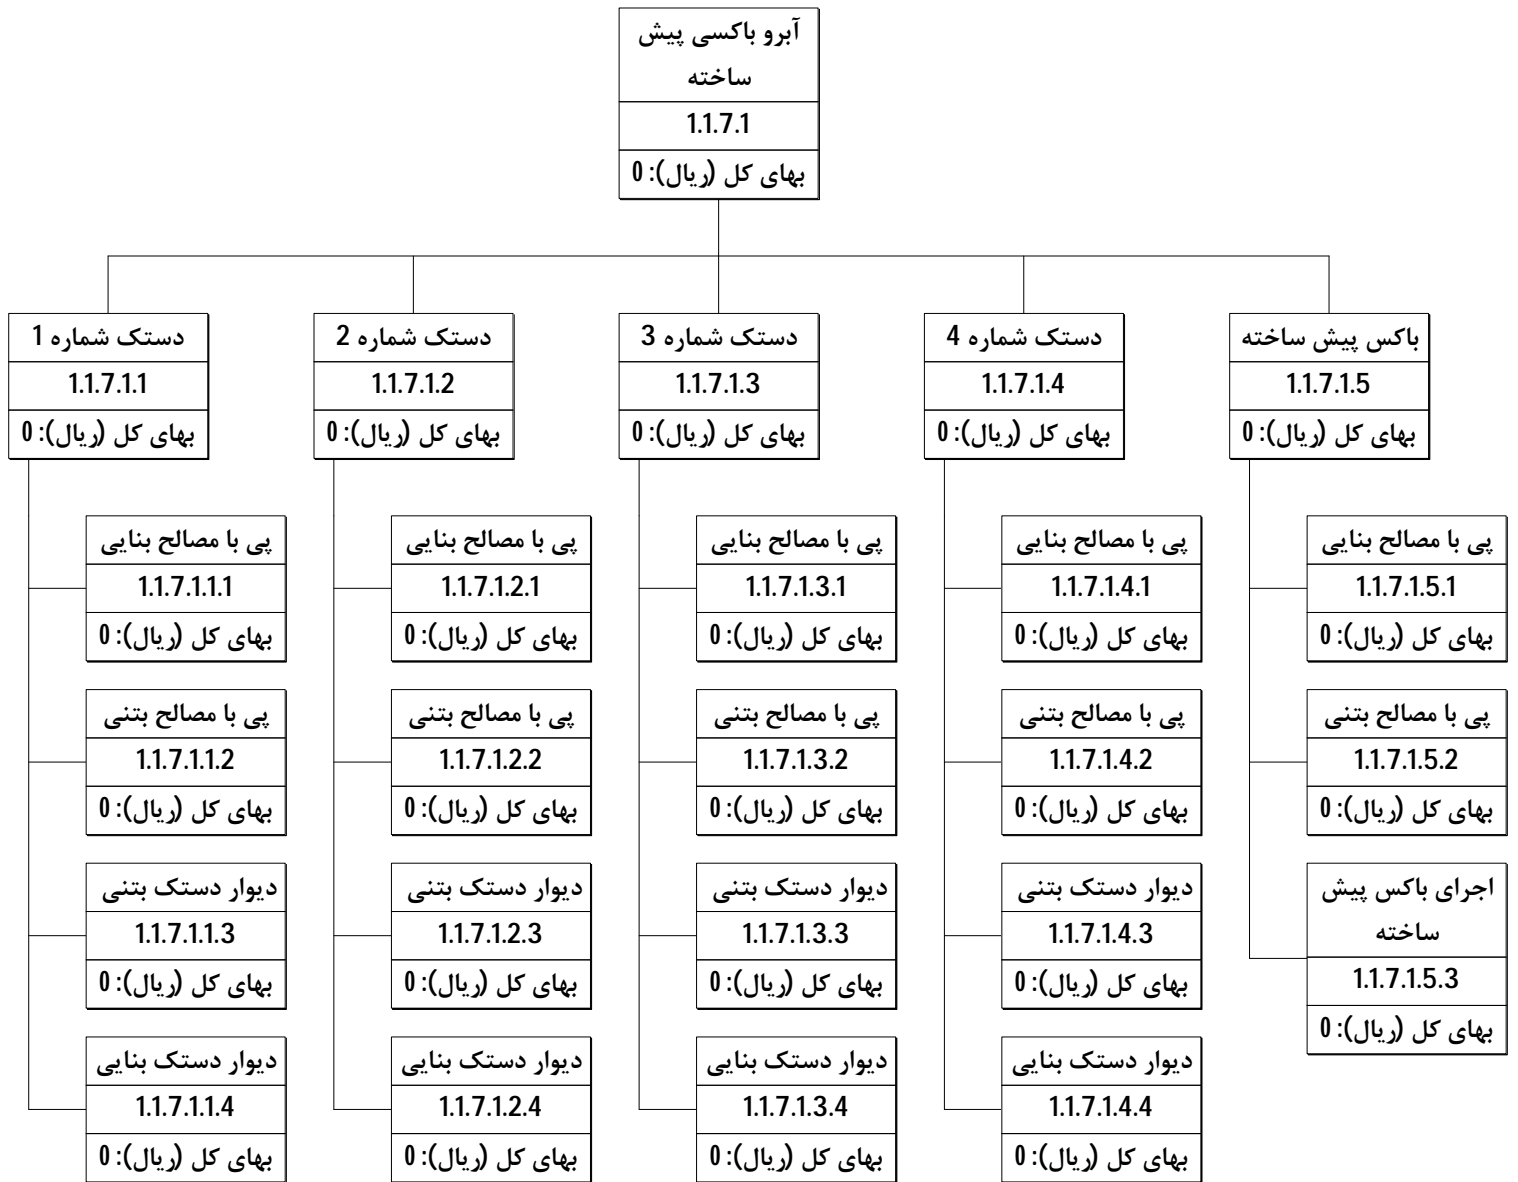 آبرو باکسی پیش
ساخته
1.1.7.1
بهای کل (ریال): 0
دستک شماره 1
1.1.7.1.1
بهای کل (ریال): 0
دستک شماره 2
1.1.7.1.2
بهای کل (ریال): 0
دستک شماره 3
1.1.7.1.3
بهای کل (ریال): 0
دستک شماره 4
1.1.7.1.4
بهای کل (ریال): 0
باکس پیش ساخته
1.1.7.1.5
بهای کل (ریال): 0
پی با مصالح بنایی
1.1.7.1.1.1
بهای کل (ریال): 0
پی با مصالح بتنی
1.1.7.1.1.2
بهای کل (ریال): 0
دیوار دستک بتنی
1.1.7.1.1.3
بهای کل (ریال): 0
دیوار دستک بنایی
1.1.7.1.1.4
بهای کل (ریال): 0
پی با مصالح بنایی
1.1.7.1.2.1
بهای کل (ریال): 0
پی با مصالح بتنی
1.1.7.1.2.2
بهای کل (ریال): 0
دیوار دستک بتنی
1.1.7.1.2.3
بهای کل (ریال): 0
دیوار دستک بنایی
1.1.7.1.2.4
بهای کل (ریال): 0
پی با مصالح بنایی
1.1.7.1.3.1
بهای کل (ریال): 0
پی با مصالح بتنی
1.1.7.1.3.2
بهای کل (ریال): 0
دیوار دستک بتنی
1.1.7.1.3.3
بهای کل (ریال): 0
دیوار دستک بنایی
1.1.7.1.3.4
بهای کل (ریال): 0
پی با مصالح بنایی
1.1.7.1.4.1
بهای کل (ریال): 0
پی با مصالح بتنی
1.1.7.1.4.2
بهای کل (ریال): 0
دیوار دستک بتنی
1.1.7.1.4.3
بهای کل (ریال): 0
دیوار دستک بنایی
1.1.7.1.4.4
بهای کل (ریال): 0
پی با مصالح بنایی
1.1.7.1.5.1
بهای کل (ریال): 0
پی با مصالح بتنی
1.1.7.1.5.2
بهای کل (ریال): 0
اجرای باکس پیش
ساخته
1.1.7.1.5.3
بهای کل (ریال): 0